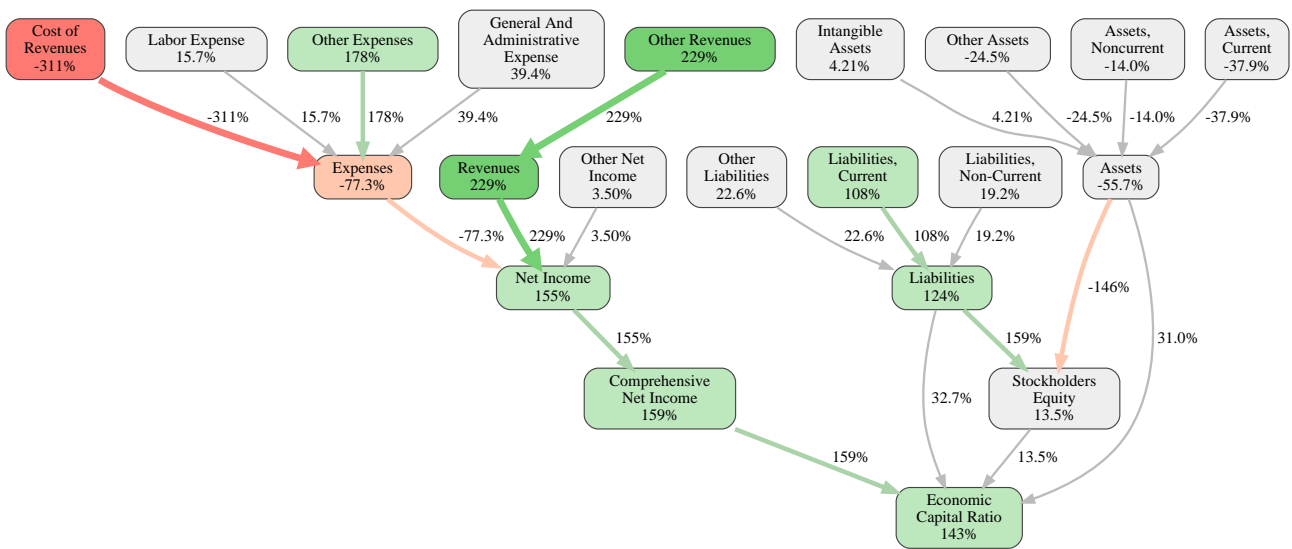 Cost of
Revenues
-311%
Labor Expense
15.7%
Other Expenses
178%
General And
Administrative
Expense
39.4%
Other Revenues
229%
Intangible
Assets
4.21%
Other Assets
-24.5%
Assets,
Noncurrent
-14.0%
Assets,
Current
-37.9%
-311%
15.7%
178%
39.4%
229%
4.21%
-24.5%
-14.0%
-37.9%
Expenses
-77.3%
Revenues
229%
Other Net
Income
3.50%
Other
Liabilities
22.6%
Liabilities,
Current
108%
Liabilities,
Non-Current
19.2%
Assets
-55.7%
-77.3%
229%
3.50%
22.6%
108%
19.2%
Net Income
155%
Liabilities
124%
-146%
155%
159%
31.0%
Comprehensive
Net Income
159%
32.7%
Stockholders
Equity
13.5%
159%
13.5%
Economic
Capital Ratio
143%